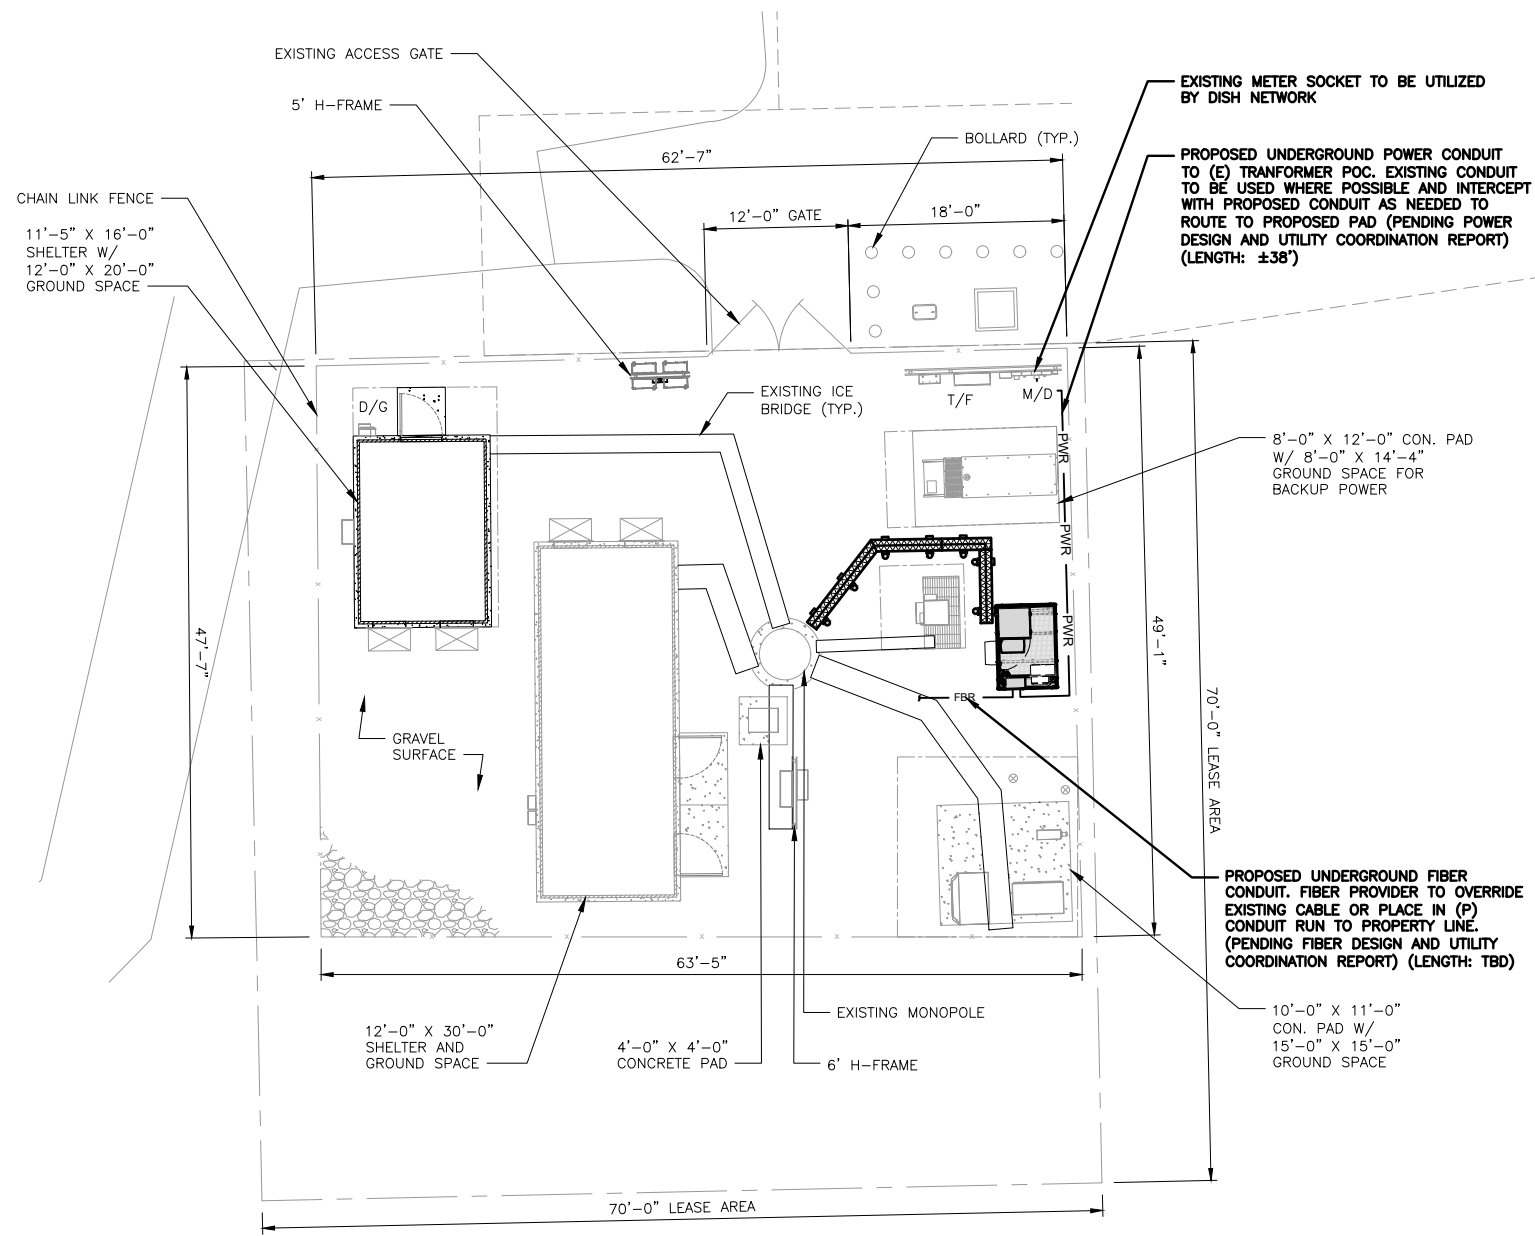 EXISTING ACCESS GATE
5' H-FRAME
CHAIN LINK FENCE
11'-5" X 16'-0"
SHELTER W/
12'-0" X 20'-0"
GROUND SPACE
62'-7"
BOLLARD (TYP.)
12'-0" GATE
18'-0"
EXISTING METER SOCKET TO BE UTILIZED
BY DISH NETWORK
PROPOSED UNDERGROUND POWER CONDUIT
TO (E) TRANFORMER POC. EXISTING CONDUIT
TO BE USED WHERE POSSIBLE AND INTERCEPT
WITH PROPOSED CONDUIT AS NEEDED TO
ROUTE TO PROPOSED PAD (PENDING POWER
DESIGN AND UTILITY COORDINATION REPORT)
(LENGTH: ±38')
D/G
EXISTING ICE
BRIDGE (TYP.)
T/F
M/D
PWR
PWR
PWR
8'-0" X 12'-0" CON. PAD
W/ 8'-0" X 14'-4"
GROUND SPACE FOR
BACKUP POWER
47'-7"
49'-1"
70'-0" LEASE AREA
FBR
GRAVEL
SURFACE
PROPOSED UNDERGROUND FIBER
CONDUIT. FIBER PROVIDER TO OVERRIDE
EXISTING CABLE OR PLACE IN (P)
CONDUIT RUN TO PROPERTY LINE.
(PENDING FIBER DESIGN AND UTILITY
COORDINATION REPORT) (LENGTH: TBD)
63'-5"
12'-0" X 30'-0"
SHELTER AND
GROUND SPACE
4'-0" X 4'-0"
CONCRETE PAD
EXISTING MONOPOLE
6' H-FRAME
10'-0" X 11'-0"
CON. PAD W/
15'-0" X 15'-0"
GROUND SPACE
70'-0" LEASE AREA